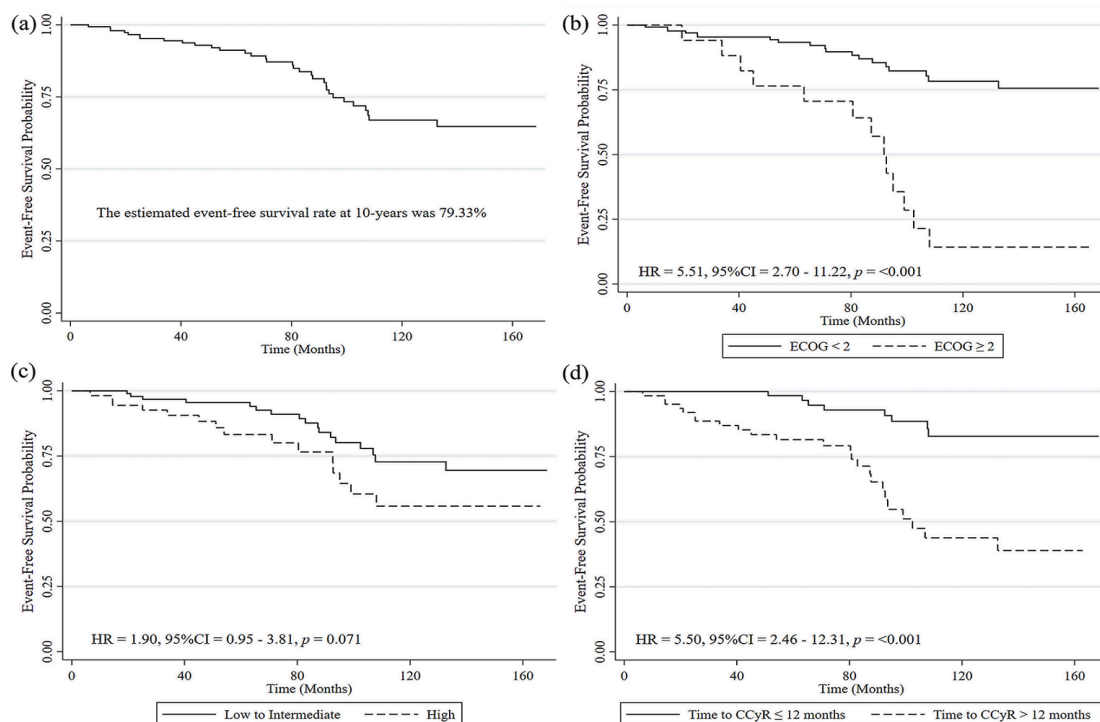 (a)
Event-Free Survival Probability
1.00
0.75
0.50
0.25
0.00
The estiemated event-free survival rate at 10-years was 79.33%
0 40 80 120 160
Time (Months)
(b)
Event-Free Survival Probability
1.00
0.75
0.50
0.25
0.00
HR = 5.51, 95%CI = 2.70 - 11.22, p = <0.001
0 40 80 120 160
Time (Months)
ECOG < 2 ECOG ≥ 2
(c)
Event-Free Survival Probability
1.00
0.75
0.50
0.25
0.00
HR = 1.90, 95%CI = 0.95 - 3.81, p = 0.071
0 40 80 120 160
Time (Months)
Low to Intermediate High
(d)
Event-Free Survival Probability
1.00
0.75
0.50
0.25
0.00
HR = 5.50, 95%CI = 2.46 - 12.31, p = <0.001
0 40 80 120 160
Time (Months)
Time to CCyR ≤ 12 months Time to CCyR > 12 months